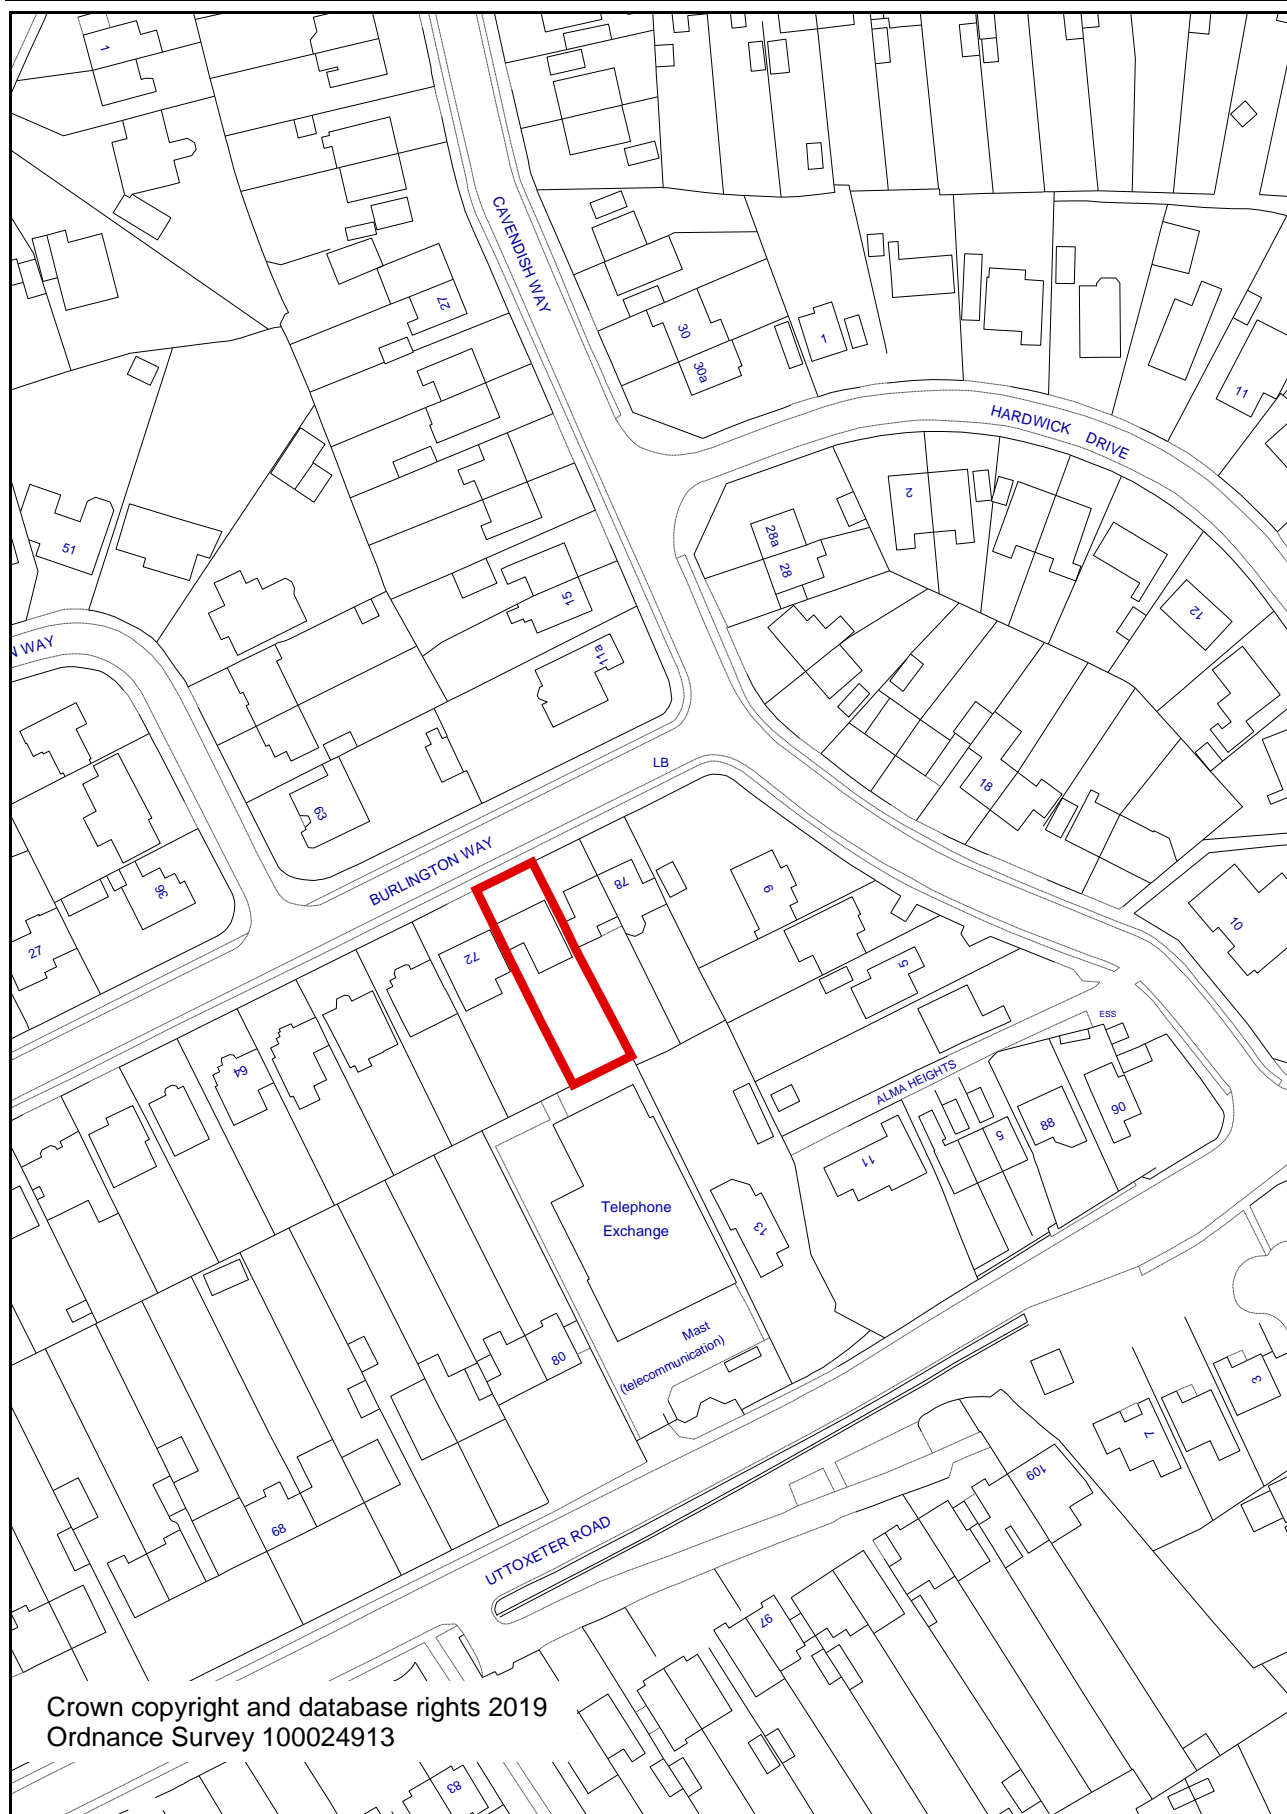 1
CAVENDISH WAY
27
30
30a
1
11
HARDWICK DRIVE
2
28a
28
51
15
12
11a
N WAY
LB
18
63
BURLINGTON WAY
78
9
36
10
27
72
5
ESS
64
ALMA HEIGHTS
90
88
5
11
Telephone
Exchange
13
Mast
(telecommunication)
80
3
7
109
68
UTTOXETER ROAD
97
83
Crown copyright and database rights 2019
Ordnance Survey 100024913